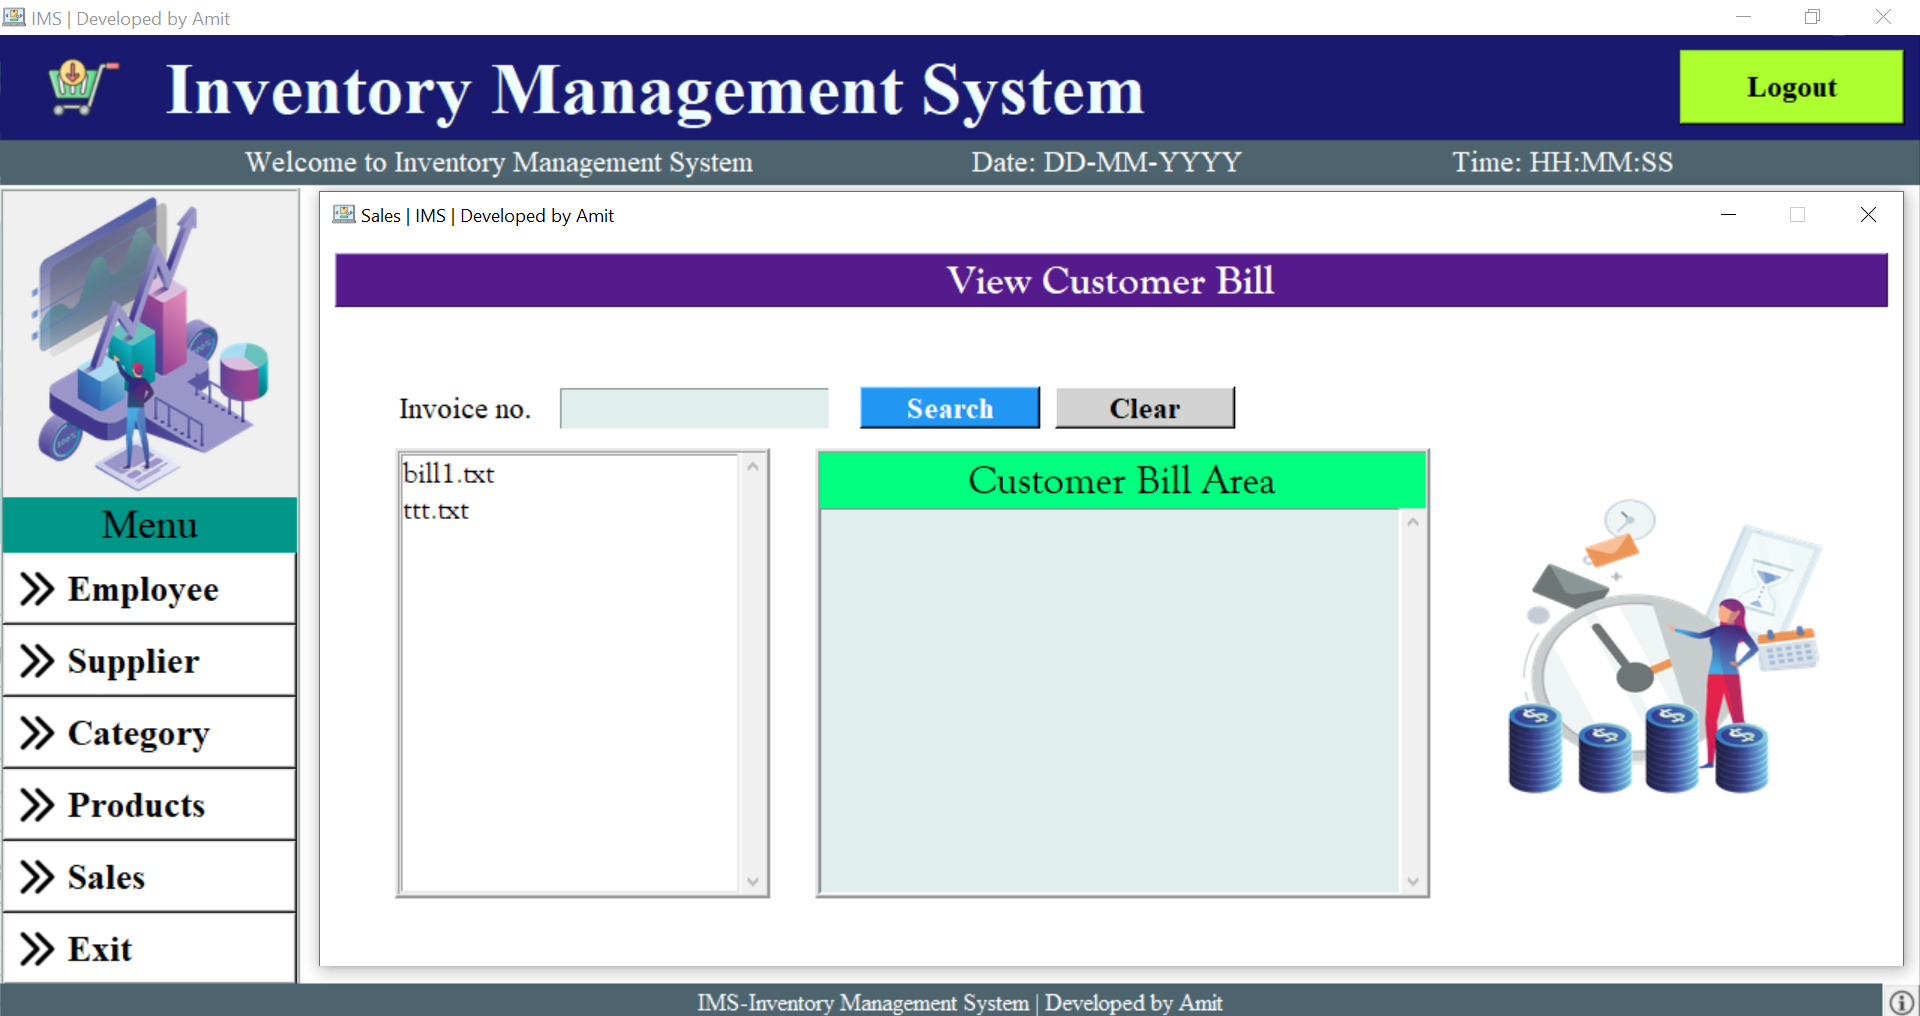 IMS | Developed by Amit
Inventory Management System
Logout
Welcome to Inventory Management System
Date: DD-MM-YYYY
Time: HH:MM:SS
Sales | IMS | Developed by Amit
View Customer Bill
Invoice no.
Search
Clear
bill1.txt
ttt.txt
Customer Bill Area
Menu
Employee
Supplier
Category
Products
Sales
Exit
IMS-Inventory Management System | Developed by Amit